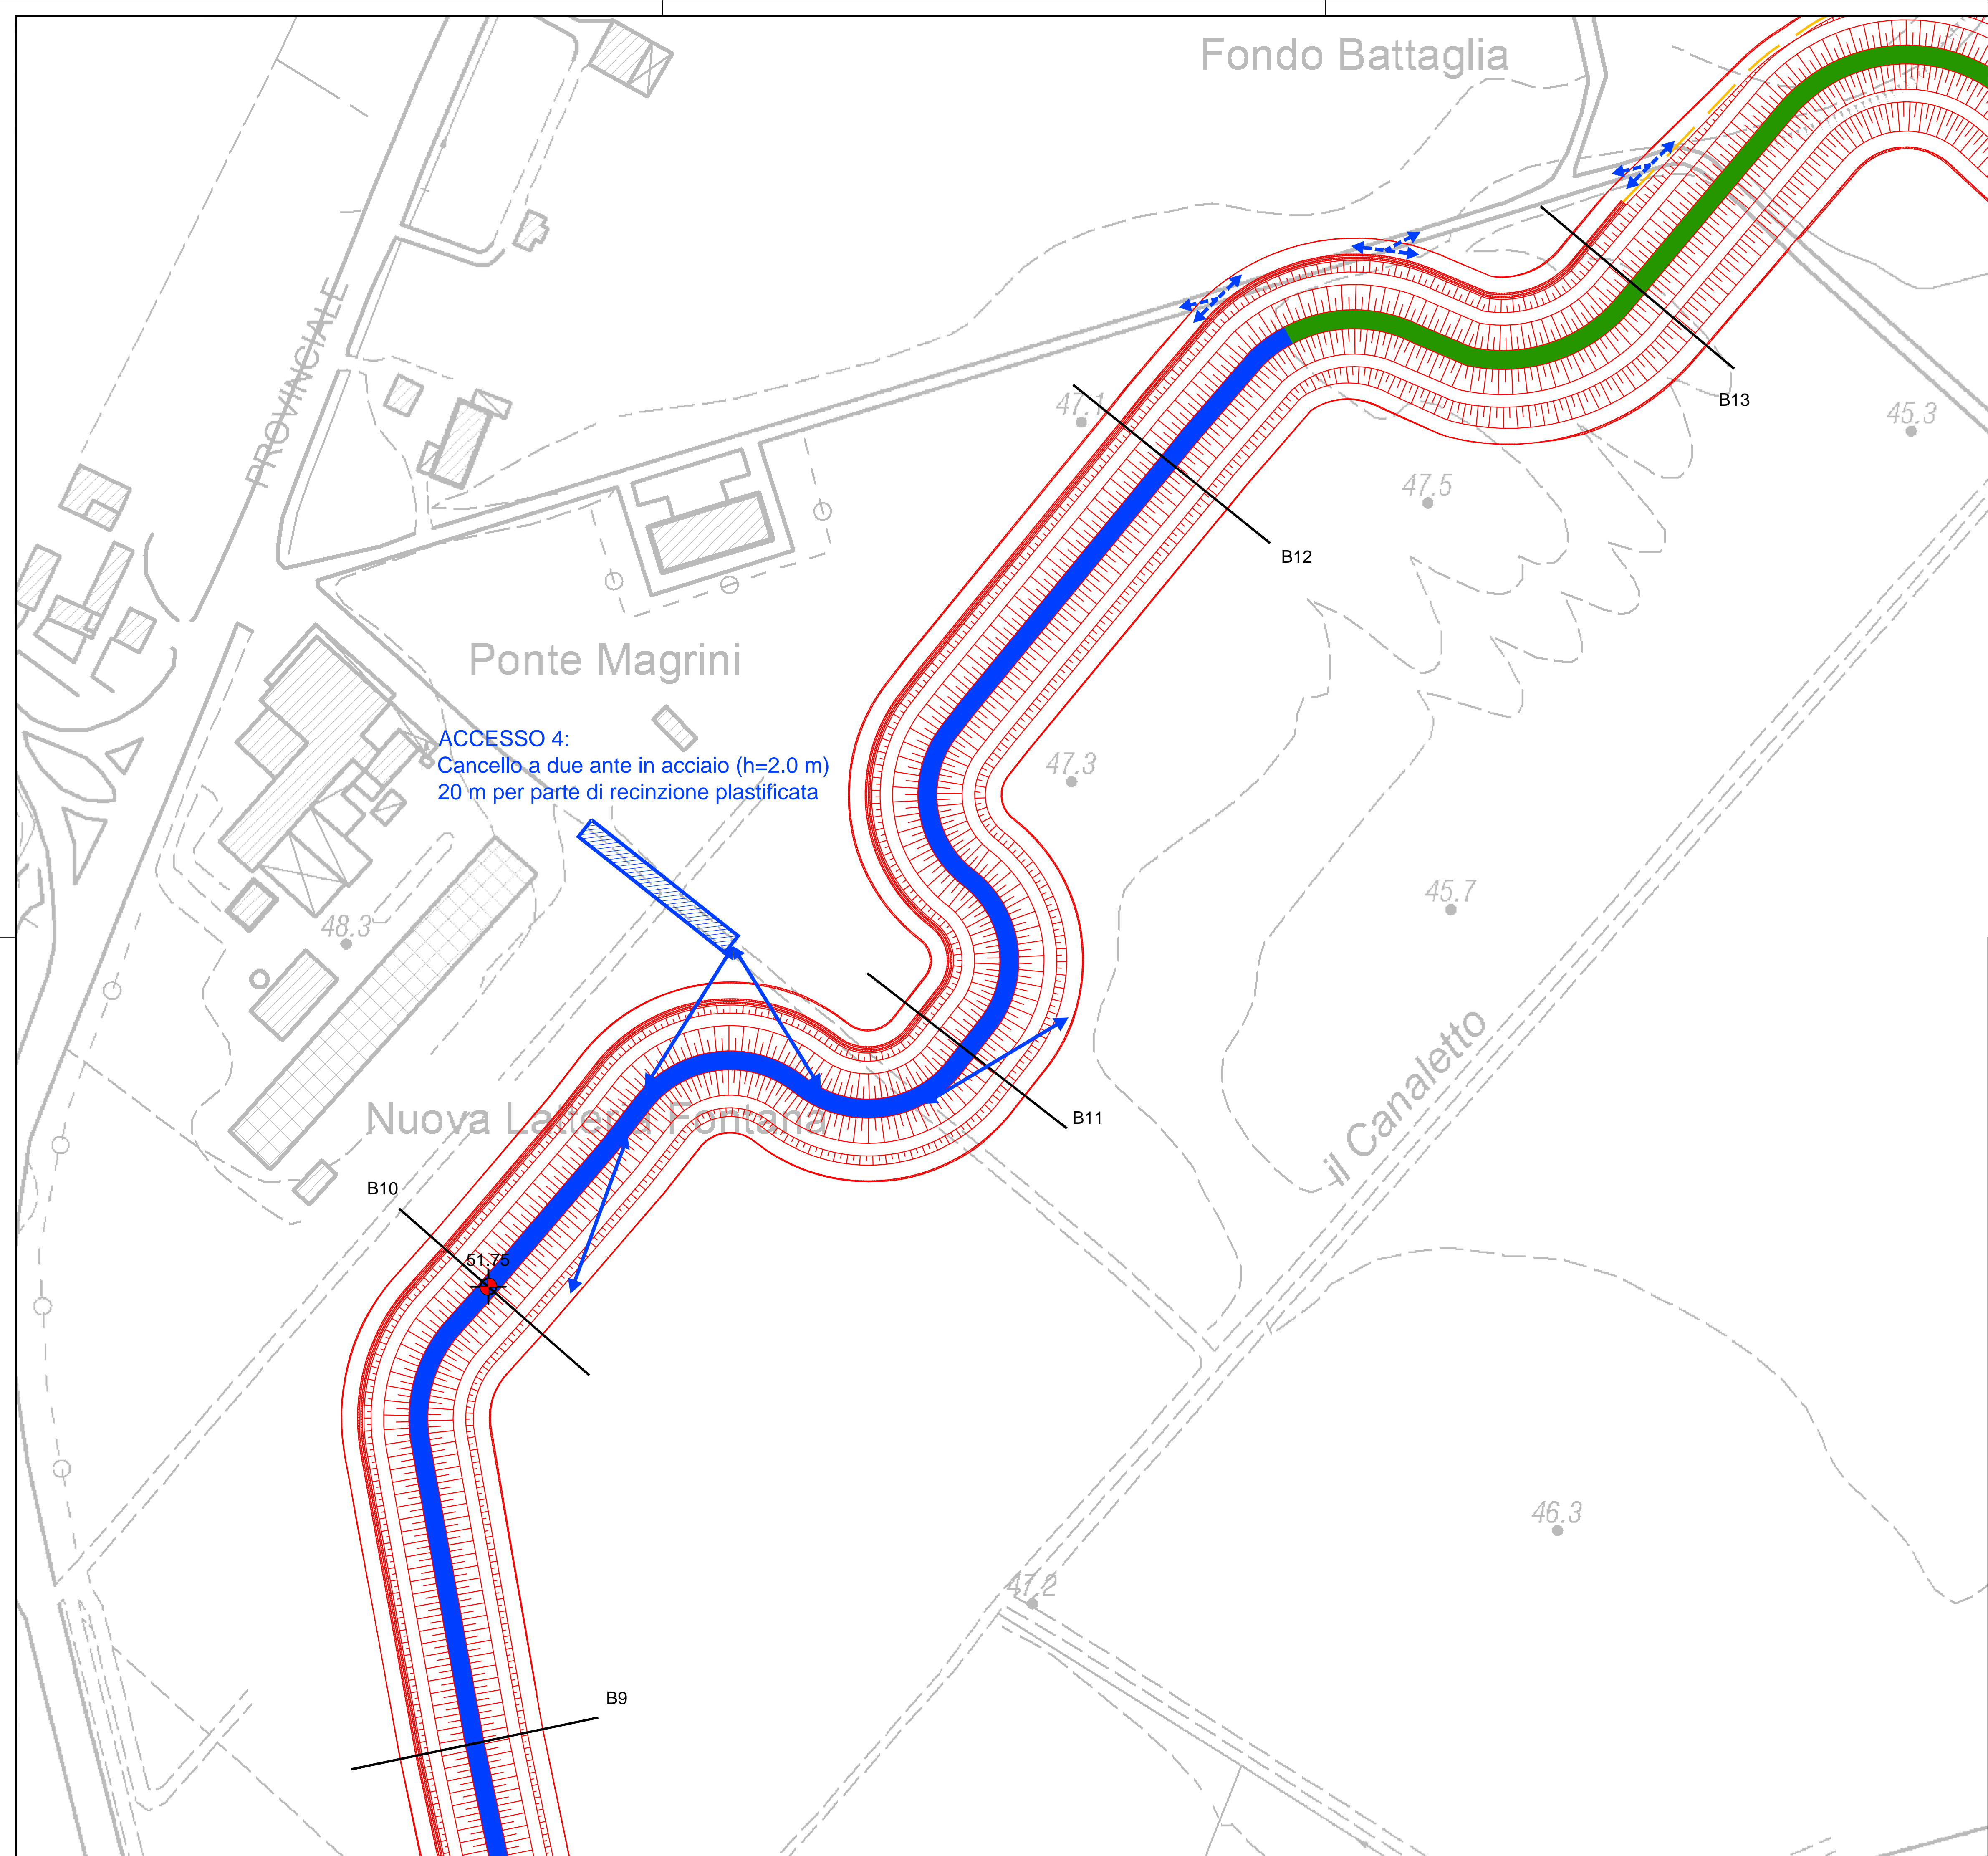 Fondo Battaglia
PROVINCIALE
B13
47.1
45.3
47.5
B12
Ponte Magrini
ACCESSO 4:
Cancello a due ante in acciaio (h=2.0 m)
20 m per parte di recinzione plastificata
47.3
45.7
48.3
il Canaletto
Nuova Latteria Fontana
B11
B10
51.75
46.3
47.2
B9